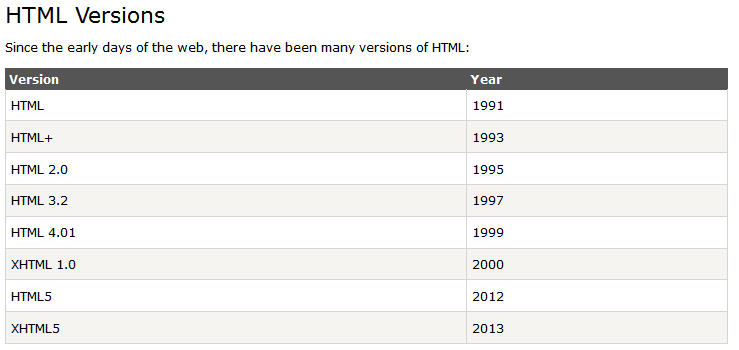 HTML Versions
Since the early days of the web, there have been many versions of HTML:
Version Year
HTML 1991
HTML+ 1993
HTML 2.0 1995
HTML 3.2 1997
HTML 4.01 1999
XHTML 1.0 2000
HTML5 2012
XHTML5 2013